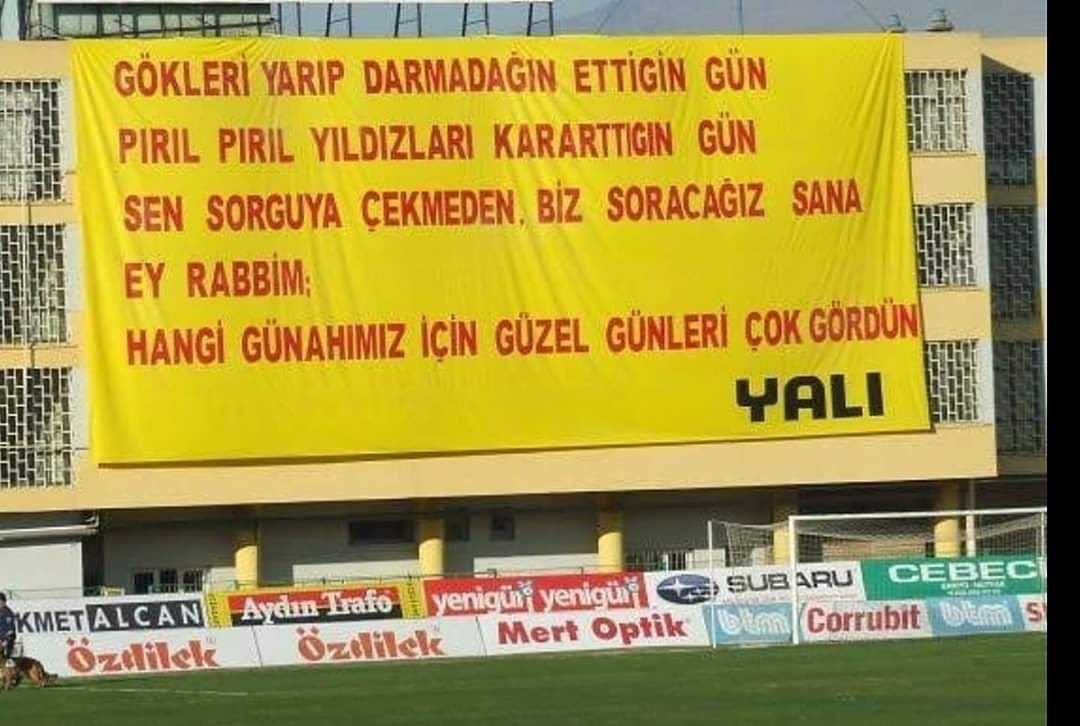 GÖKLERİ YARIP DARMADAĞIN ETTİGİN GÜN
PIRIL PIRIL YILDIZLARI KARARTTIGIN GÜN
SEN SORGUYA ÇEKMEDEN, BİZ SORACAĞIZ SANA
EY RABBİM;
HANGİ GÜNAHIMIZ İÇİN GÜZEL GÜNLERİ ÇOK GÖRDÜN
YALI
KMET ALCAN
Aydın Trafo
yenigün yenigün
SUBARU
CEBECİ
Özdilek
Özdilek
Mert Optik
btm
Corrubit
btm